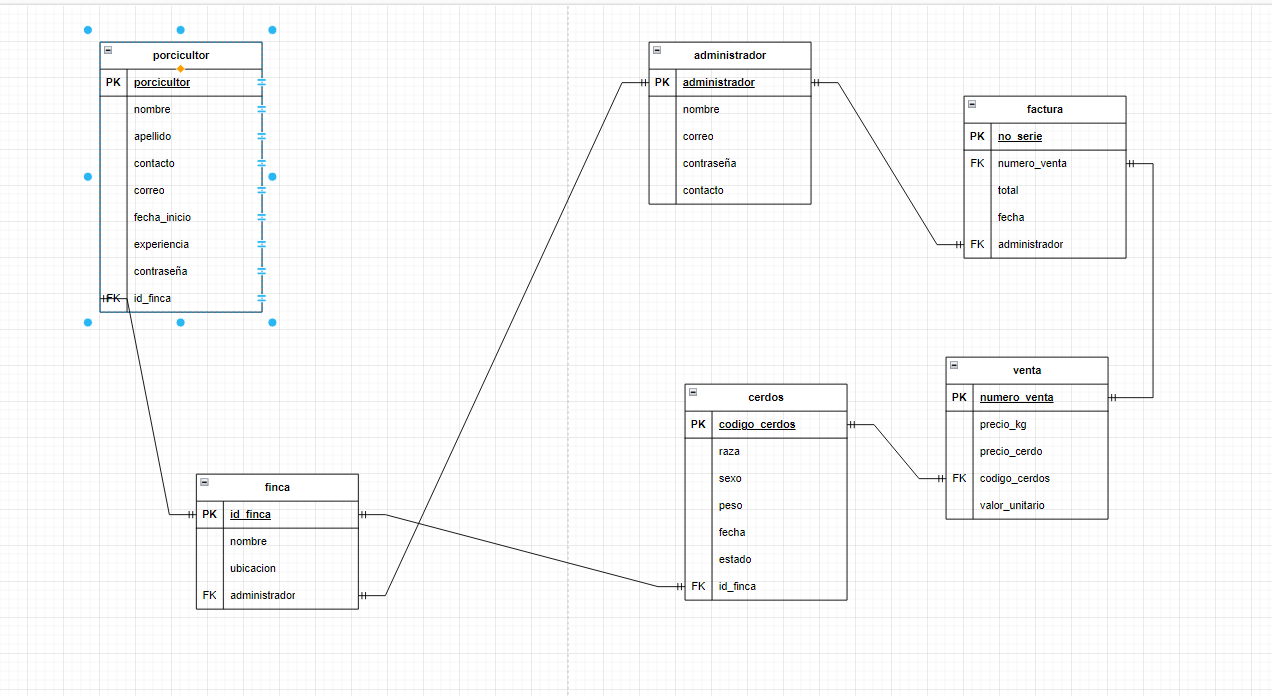 porcicultor
PK porcicultor
nombre
apellido
contacto
correo
fecha_inicio
experiencia
contraseña
FK id_finca
administrador
PK administrador
nombre
correo
contraseña
contacto
factura
PK no_serie
FK numero_venta
total
fecha
FK administrador
finca
PK id_finca
nombre
ubicacion
FK administrador
cerdos
PK codigo_cerdos
raza
sexo
peso
fecha
estado
FK id_finca
venta
PK numero_venta
precio_kg
precio_cerdo
FK codigo_cerdos
valor_unitario